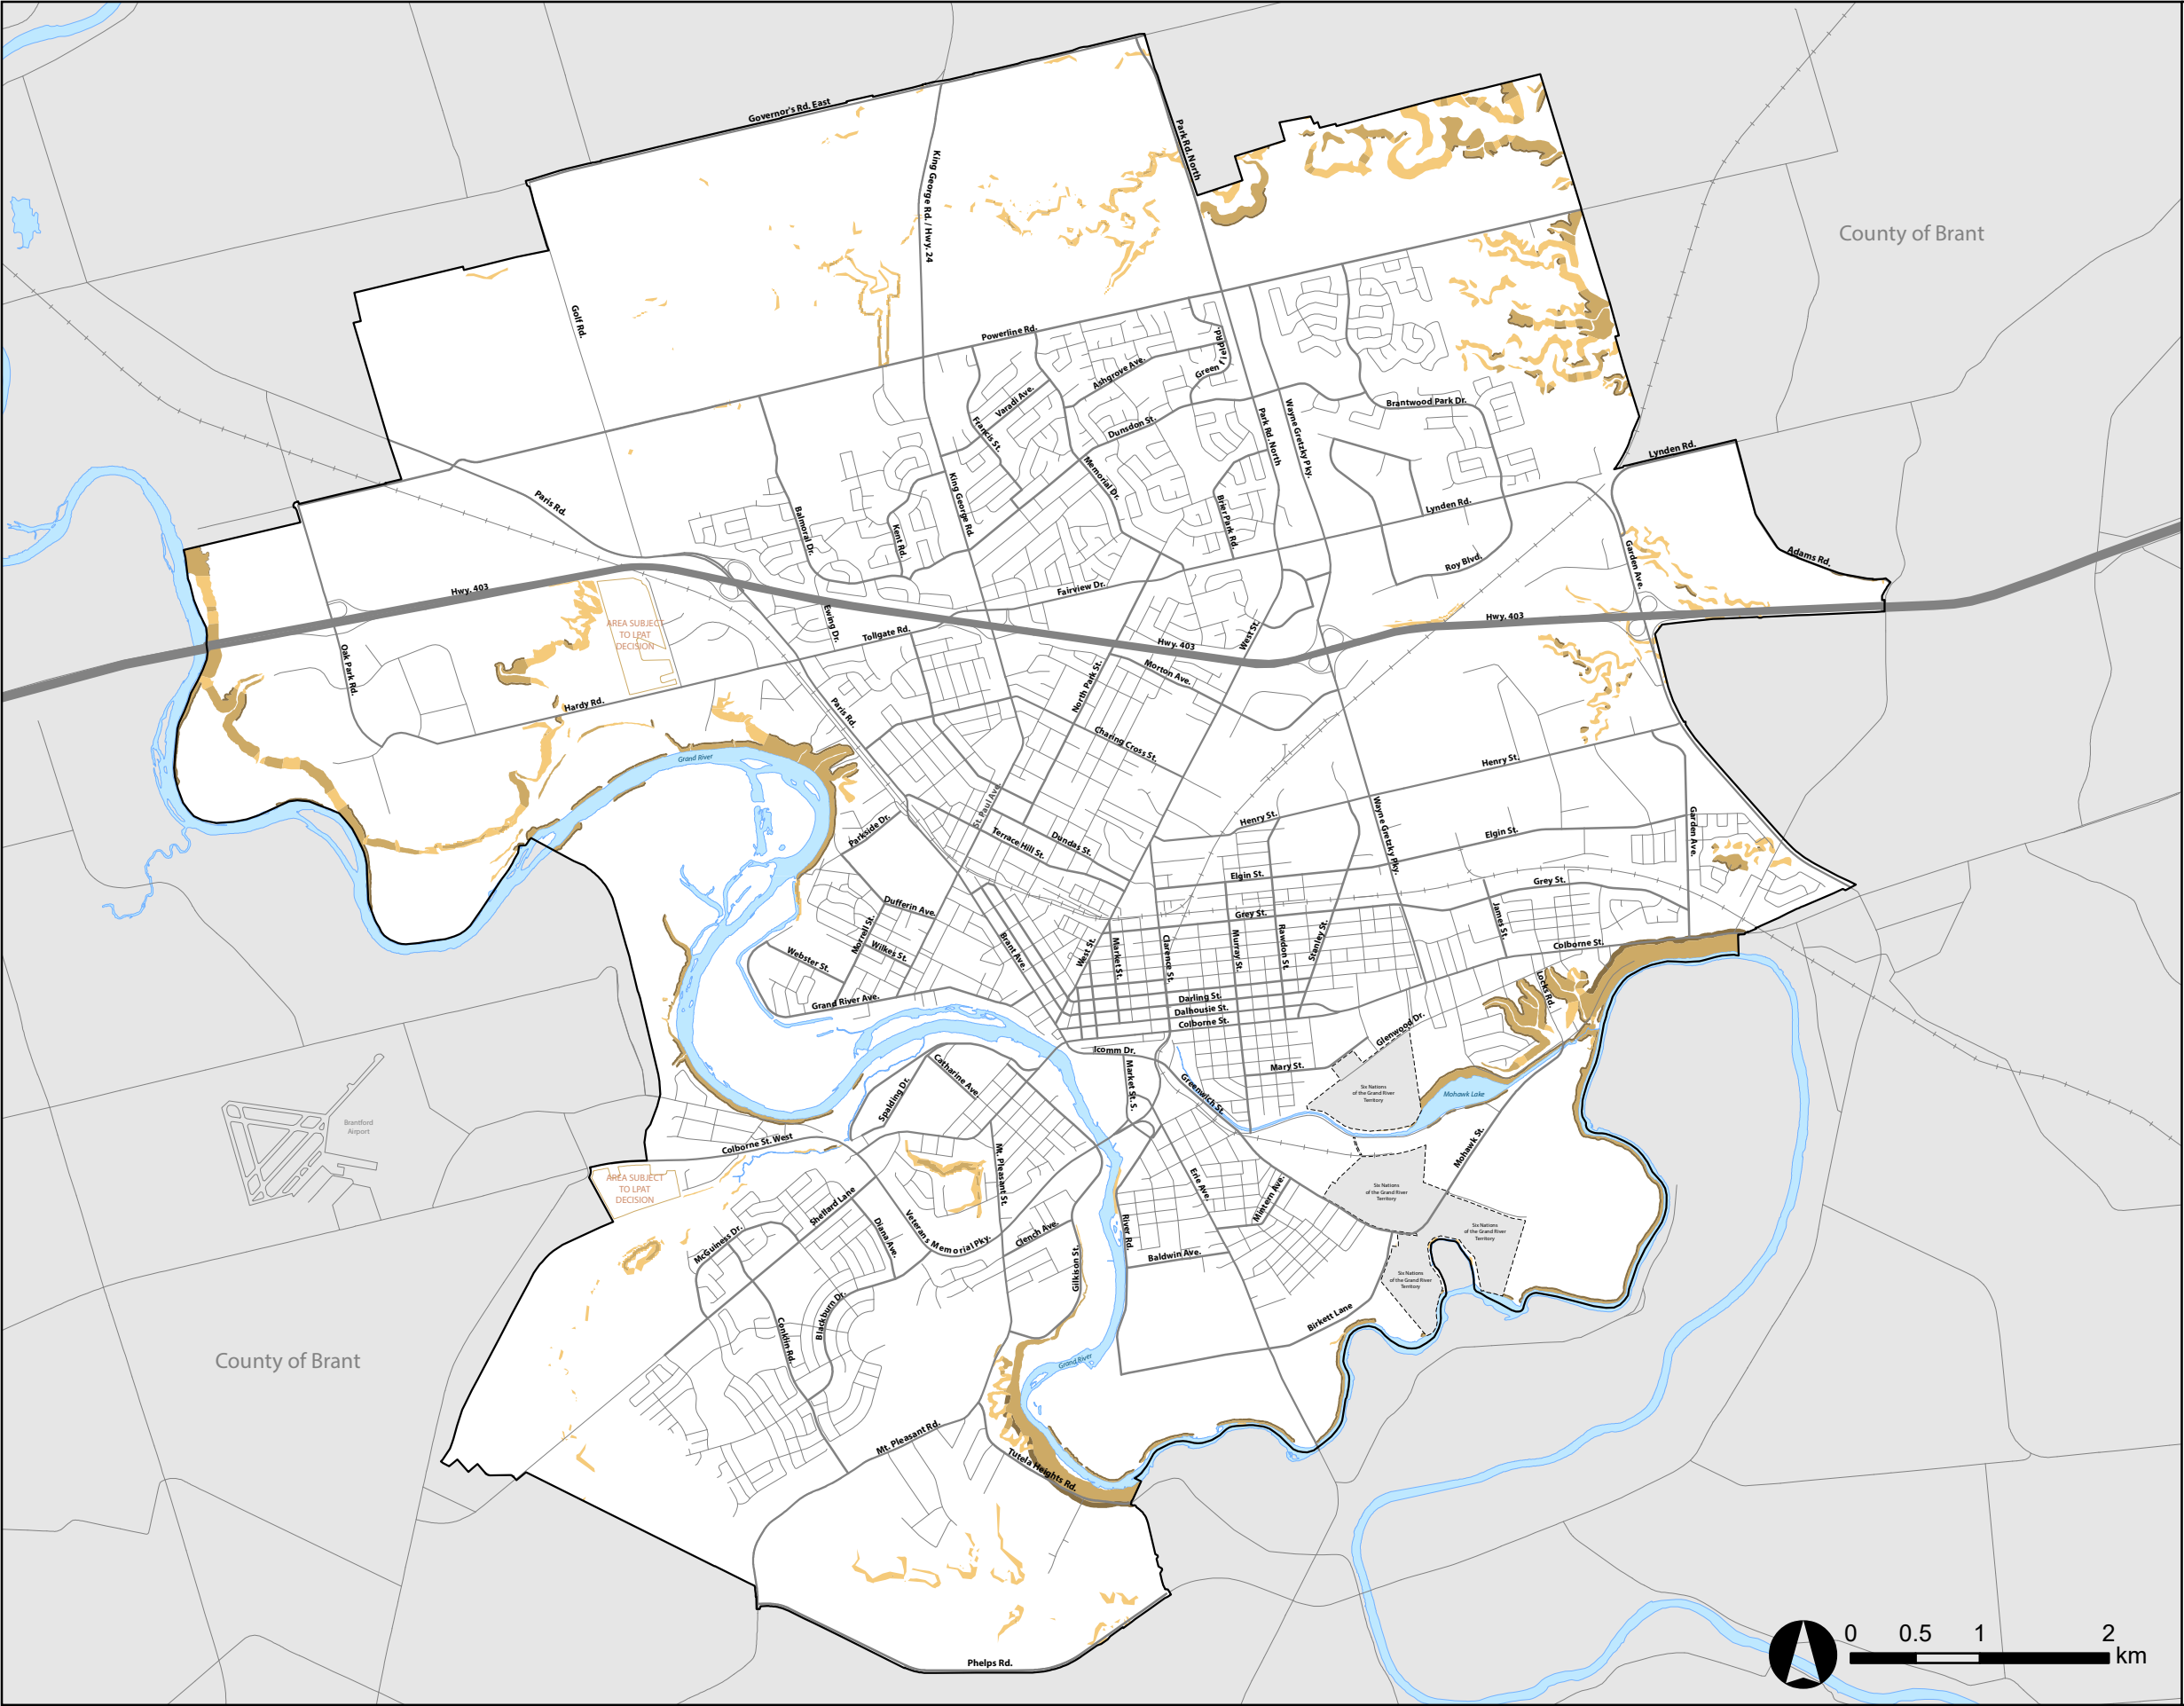 Governor's Rd. East
Park Rd. North
King George Rd. / Hwy. 24
County of Brant
Golf Rd.
Powerline Rd.
Green
field Rd.
Ashgrove Ave.
Varadi Ave.
Francis St.
Dunsdon St.
Brantwood Park Dr.
Park Rd. North
Wayne Gretzky Pky.
Lynden Rd.
Memorial Dr.
King George Rd.
Paris Rd.
Balmoral Dr.
Kent Rd.
Brier Park Rd.
Lynden Rd.
Garden Ave.
Adams Rd.
Roy Blvd.
Fairview Dr.
Hwy. 403
AREA SUBJECT
TO LPAT
DECISION
Ewing Dr.
Tollgate Rd.
Hwy. 403
West St.
Hwy. 403
Oak Park Rd.
Morton Ave.
North Park St.
Hardy Rd.
Paris Rd.
Charing Cross St.
Grand River
Henry St.
St. Paul Ave.
Wayne Gretzky Pky.
Henry St.
Parkside Dr.
Terrace Hill St.
Dundas St.
Elgin St.
Garden Ave.
Elgin St.
Grey St.
Dufferin Ave.
Grey St.
James St.
Morrell St.
Wilkes St.
Webster St.
Brant Ave.
West St.
Market St.
Clarence St.
Murray St.
Rawdon St.
Stanley St.
Colborne St.
Grand River Ave.
Darling St.
Dalhousie St.
Colborne St.
Locks Rd.
Glenwood Dr.
Icomm Dr.
Catharine Ave.
Spalding Dr.
Market St. S.
Greenwich St.
Mary St.
Six Nations
of the Grand River
Territory
Mohawk Lake
Brantford
Airport
Colborne St. West
Mt. Pleasant St.
Mohawk St.
AREA SUBJECT
TO LPAT
DECISION
Shellard Lane
Erie Ave.
Mintern Ave.
Six Nations
of the Grand River
Territory
McGuiness Dr.
Diana Ave.
Veterans Memorial Pky.
Clench Ave.
River Rd.
Six Nations
of the Grand River
Territory
Baldwin Ave.
Gilkison St.
Six Nations
of the Grand River
Territory
Blackburn Dr.
Conklin Rd.
Birkett Lane
County of Brant
Grand River
Mt. Pleasant Rd.
Tutela Heights Rd.
Phelps Rd.
0 0.5 1 2
km